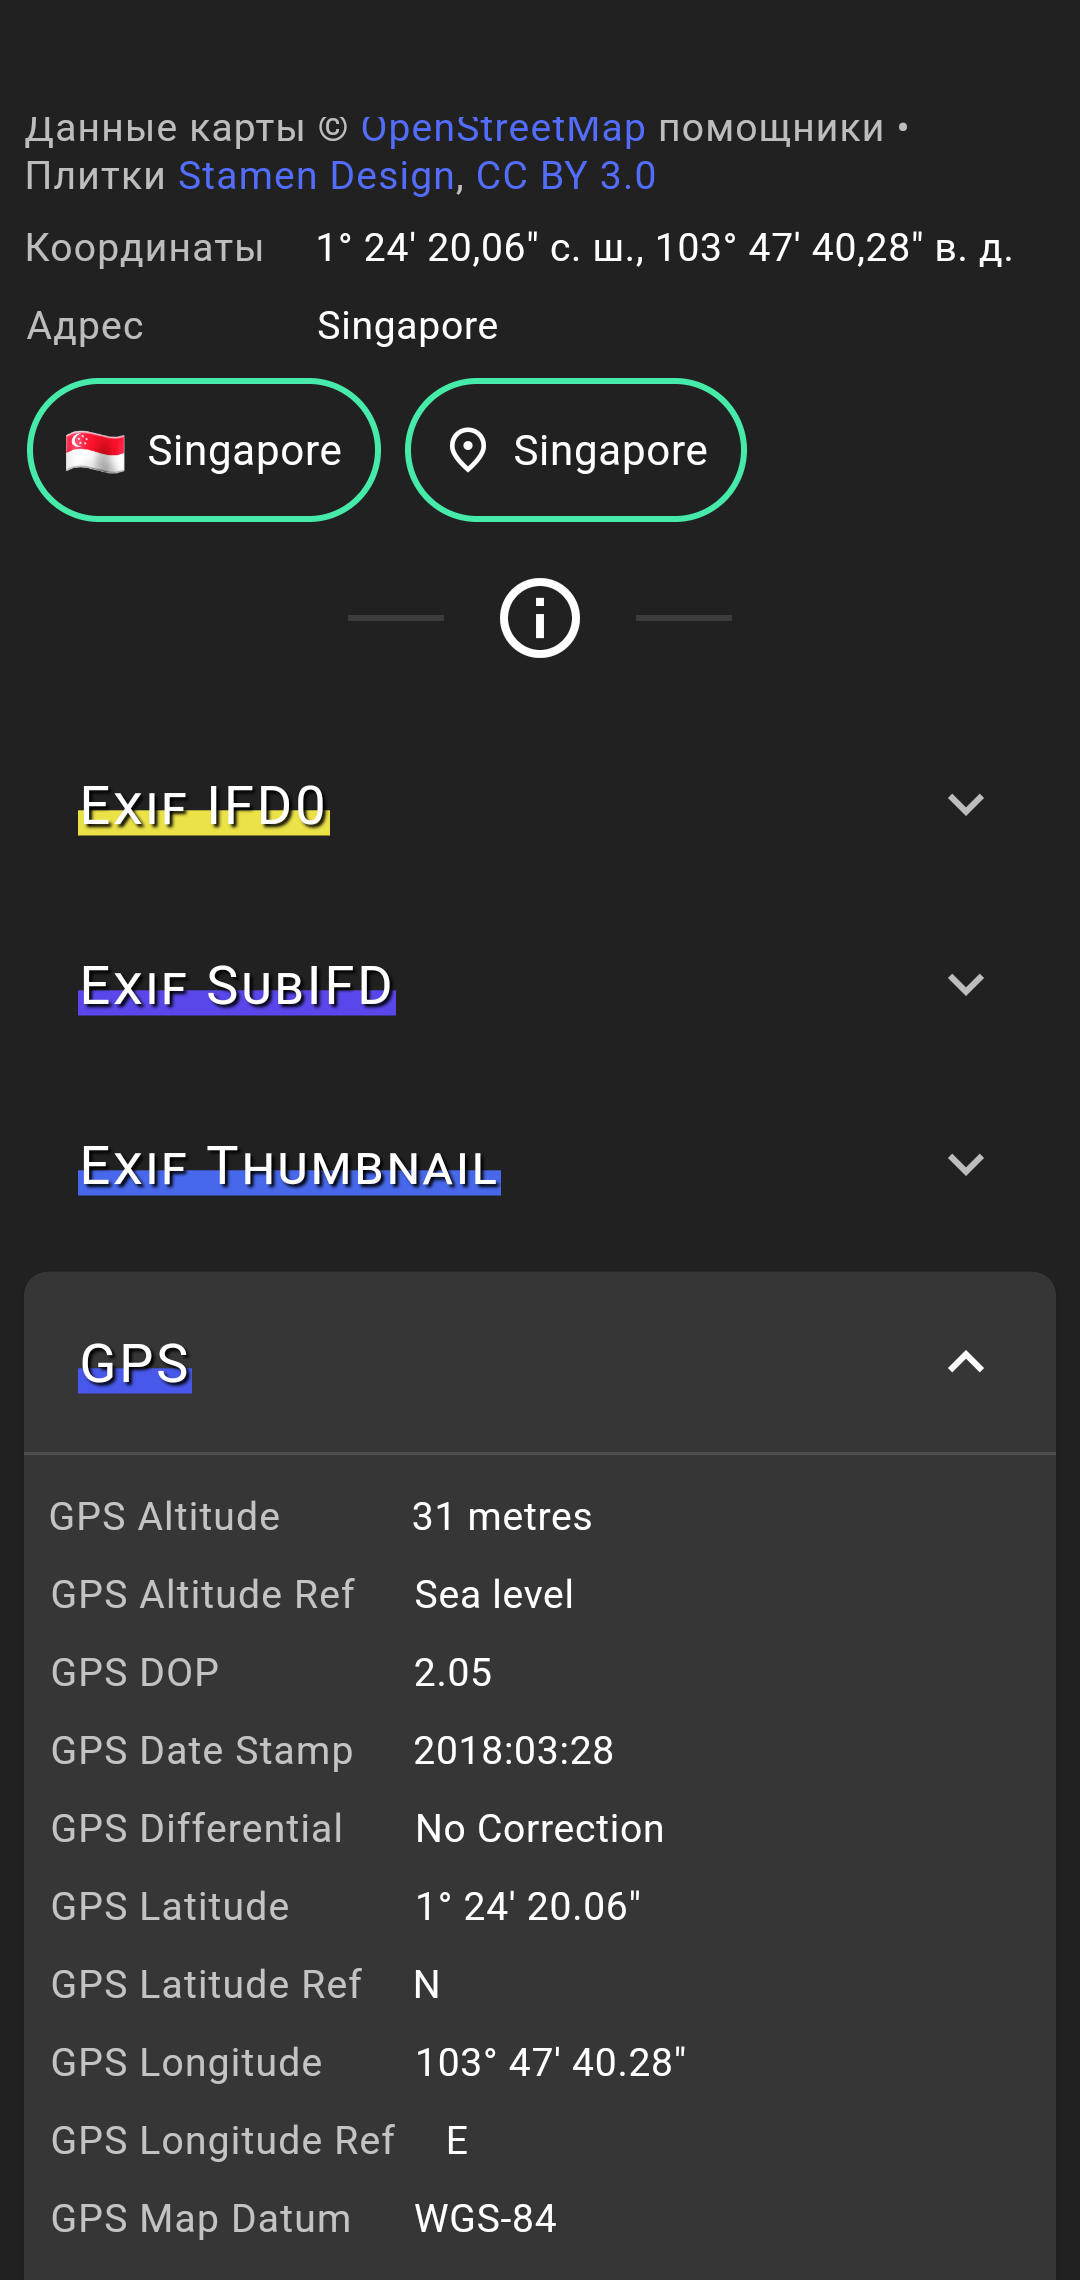 Данные карты © OpenStreetMap помощники •
Плитки Stamen Design, CC BY 3.0
Координаты 1° 24' 20,06" с. ш., 103° 47' 40,28" в. д.
Адрес Singapore
Singapore Singapore
Exif IFD0
Exif SubIFD
Exif Thumbnail
GPS
GPS Altitude 31 metres
GPS Altitude Ref Sea level
GPS DOP 2.05
GPS Date Stamp 2018:03:28
GPS Differential No Correction
GPS Latitude 1° 24' 20.06"
GPS Latitude Ref N
GPS Longitude 103° 47' 40.28"
GPS Longitude Ref E
GPS Map Datum WGS-84